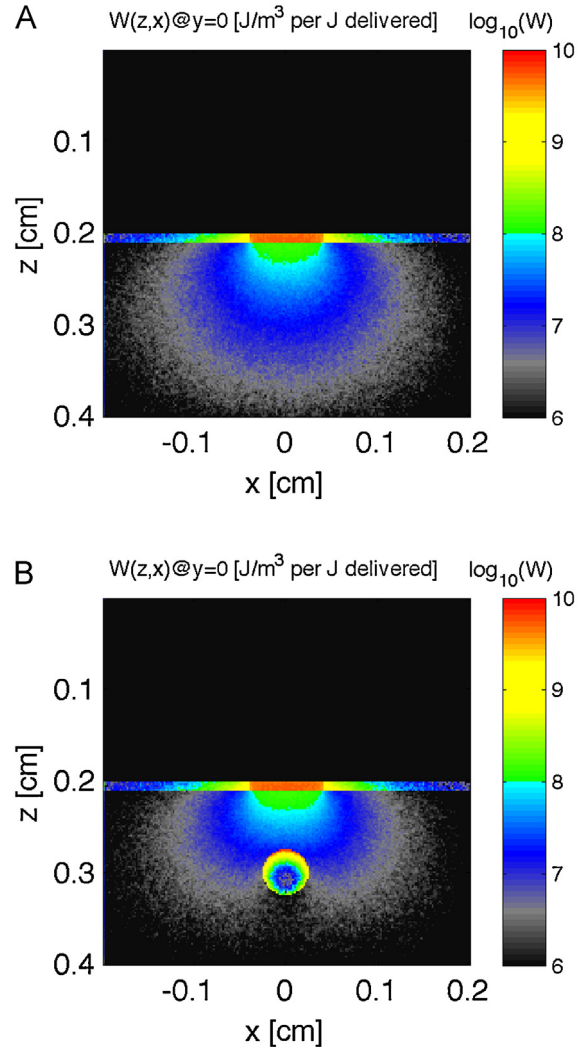 A
W(z,x)@y=0 [J/m³ per J delivered]
log₁₀(W)
10
9
8
7
6
0.1
0.2
0.3
0.4
z [cm]
-0.1
0
0.1
0.2
x [cm]
B
W(z,x)@y=0 [J/m³ per J delivered]
log₁₀(W)
10
9
8
7
6
0.1
0.2
0.3
0.4
z [cm]
-0.1
0
0.1
0.2
x [cm]